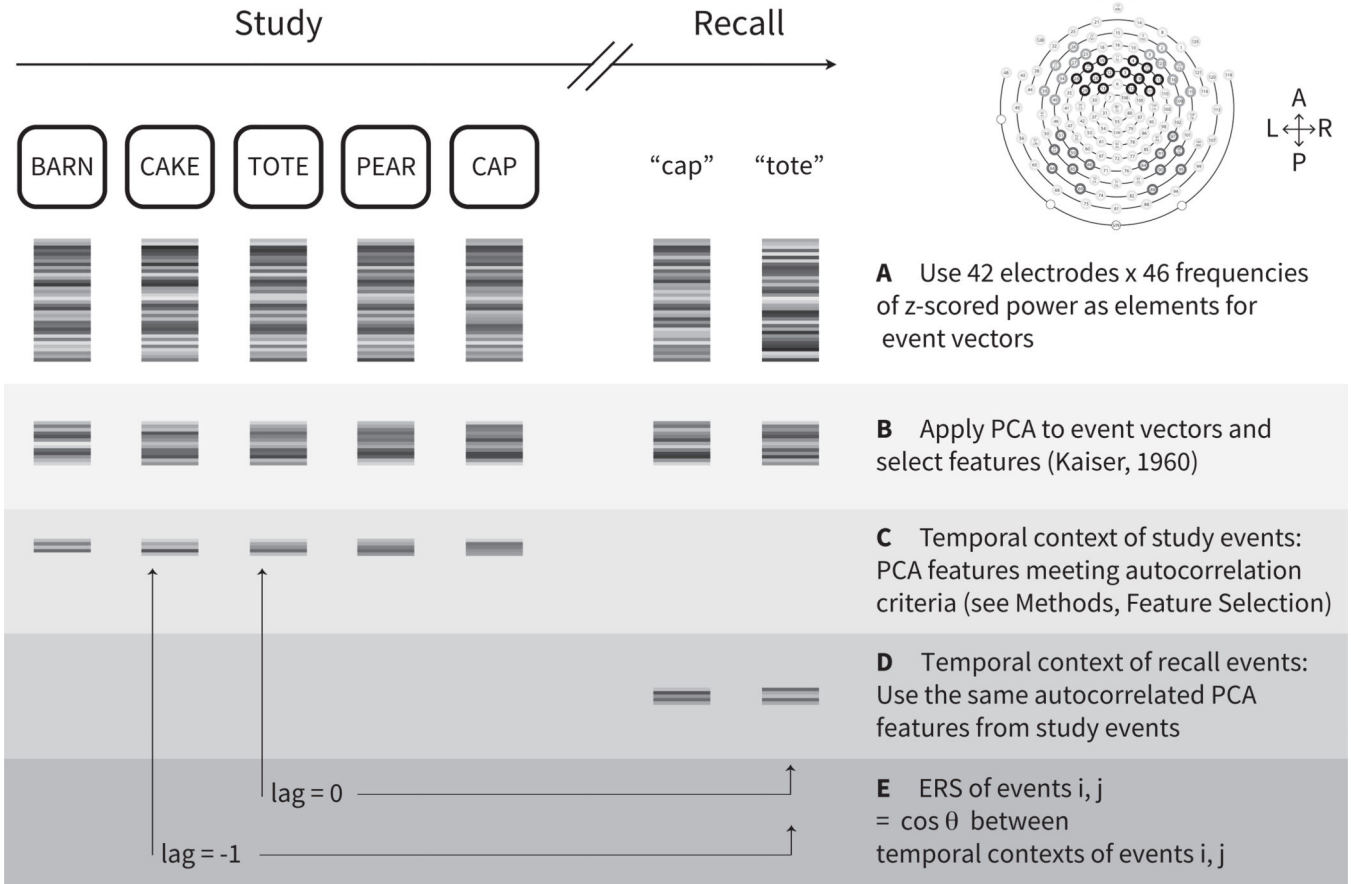 Study
Recall
BARN
CAKE
TOTE
PEAR
CAP
“cap”
“tote”
A
L
R
P
A Use 42 electrodes x 46 frequencies
of z-scored power as elements for
event vectors
B Apply PCA to event vectors and
select features (Kaiser, 1960)
C Temporal context of study events:
PCA features meeting autocorrelation
criteria (see Methods, Feature Selection)
D Temporal context of recall events:
Use the same autocorrelated PCA
features from study events
lag = 0
lag = -1
E ERS of events i, j
= cos θ between
temporal contexts of events i, j